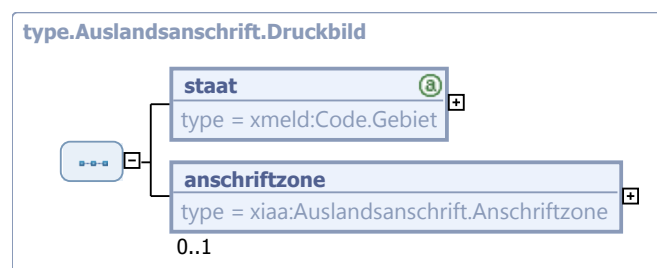 type.Auslandsanschrift.Druckbild
staat
type = xmeld:Code.Gebiet
anschriftzone
type = xiaa:Auslandsanschrift.Anschriftzone
0..1